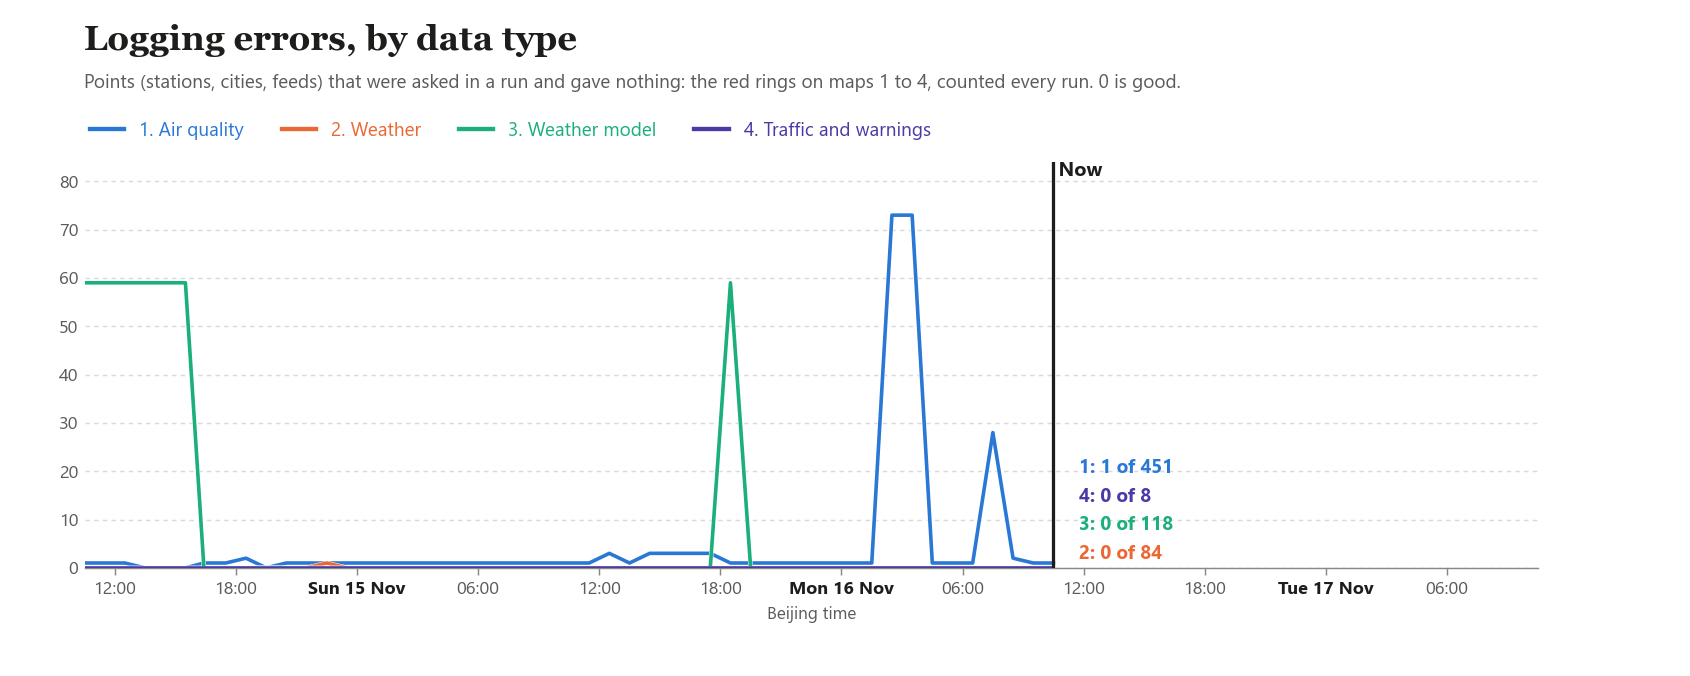 Logging errors, by data type
Points (stations, cities, feeds) that were asked in a run and gave nothing: the red rings on maps 1 to 4, counted every run. 0 is good.
1. Air quality 2. Weather 3. Weather model 4. Traffic and warnings
Now
80
70
60
50
40
30
20
10
0
1: 1 of 451
4: 0 of 8
3: 0 of 118
2: 0 of 84
12:00 18:00 Sun 15 Nov 06:00 12:00 18:00 Mon 16 Nov 06:00 12:00 18:00 Tue 17 Nov 06:00
Beijing time